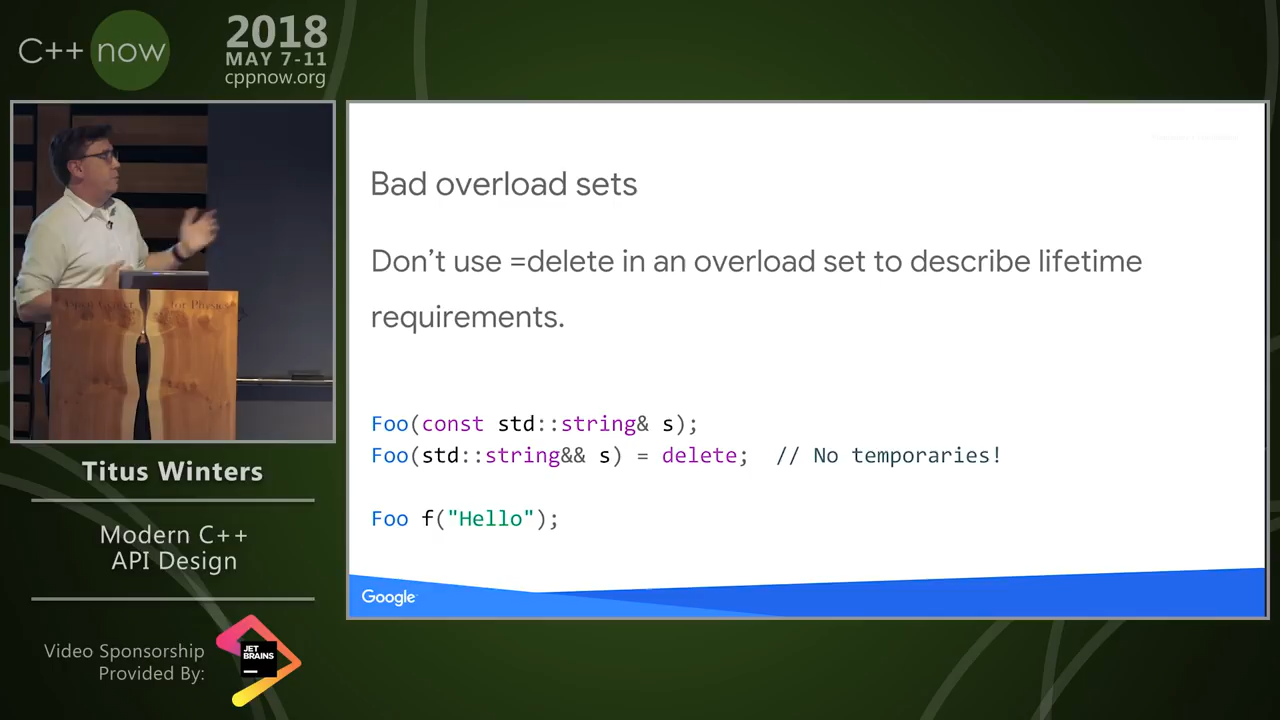 C++ now
2018
MAY 7-11
cppnow.org
Bad overload sets
Don't use =delete in an overload set to describe lifetime
requirements.
Foo(const std::string& s);
Foo(std::string&& s) = delete;  // No temporaries!
Foo f("Hello");
Google
for Physics
Titus Winters
Modern C++
API Design
Video Sponsorship
Provided By:
JET
BRAINS